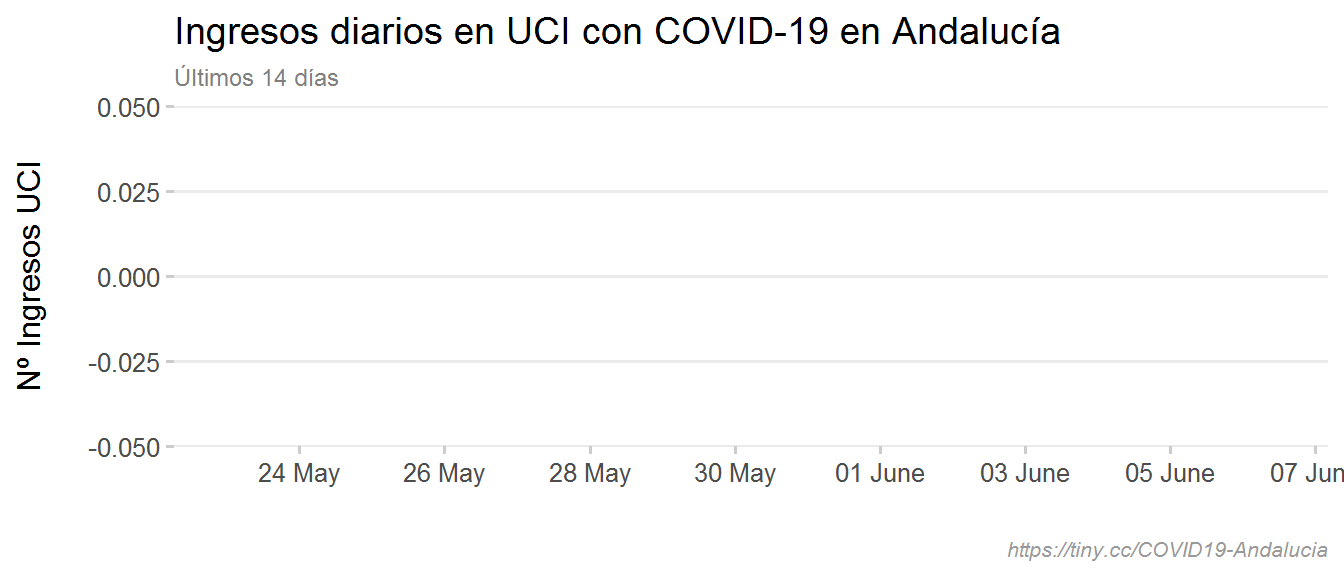 Ingresos diarios en UCI con COVID-19 en Andalucía
Últimos 14 días
Nº Ingresos UCI
0.050
0.025
0.000
-0.025
-0.050
24 May 26 May 28 May 30 May 01 June 03 June 05 June 07 Jun
https://tiny.cc/COVID19-Andalucia